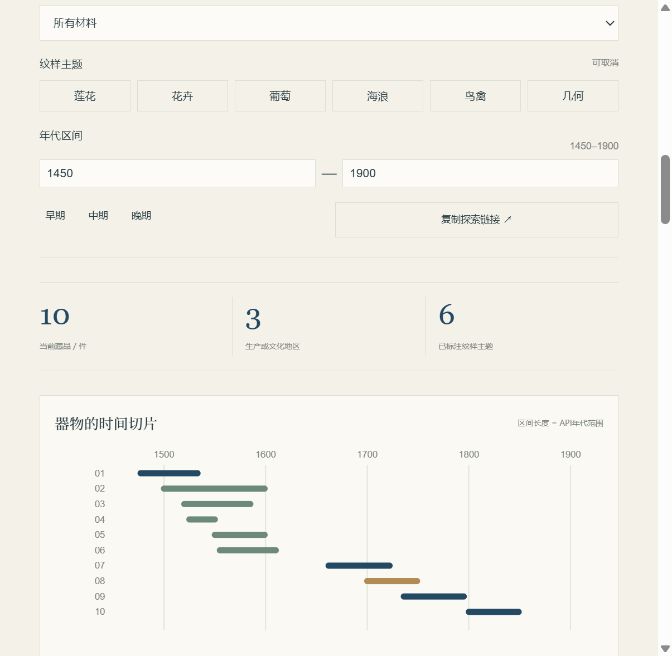 所有材料
纹样主题 可取消
莲花 花卉 葡萄 海浪 鸟禽 几何
年代区间
1450–1900
1450 — 1900
早期 中期 晚期 复制探索链接 ↗
10 3 6
当前图品 / 件 生产或文化地区 已标注纹样主题
器物的时间切片 区间长度 = API年代范围
1500 1600 1700 1800 1900
01
02
03
04
05
06
07
08
09
10